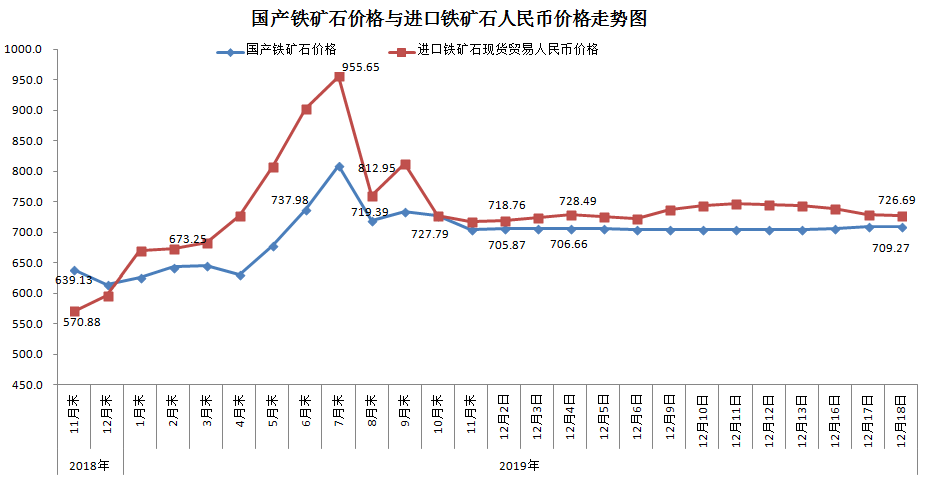 国产铁矿石价格与进口铁矿石人民币价格走势图
国产铁矿石价格
进口铁矿石现货贸易人民币价格
1000.0
950.0
900.0
850.0
800.0
750.0
700.0
650.0
600.0
550.0
500.0
450.0
639.13
570.88
673.25
737.98
955.65
812.95
719.39
727.79
718.76
705.87
728.49
706.66
726.69
709.27
11月末
12月末
1月末
2月末
3月末
4月末
5月末
6月末
7月末
8月末
9月末
10月末
11月末
12月2日
12月3日
12月4日
12月5日
12月6日
12月9日
12月10日
12月11日
12月12日
12月13日
12月16日
12月17日
12月18日
2018年
2019年